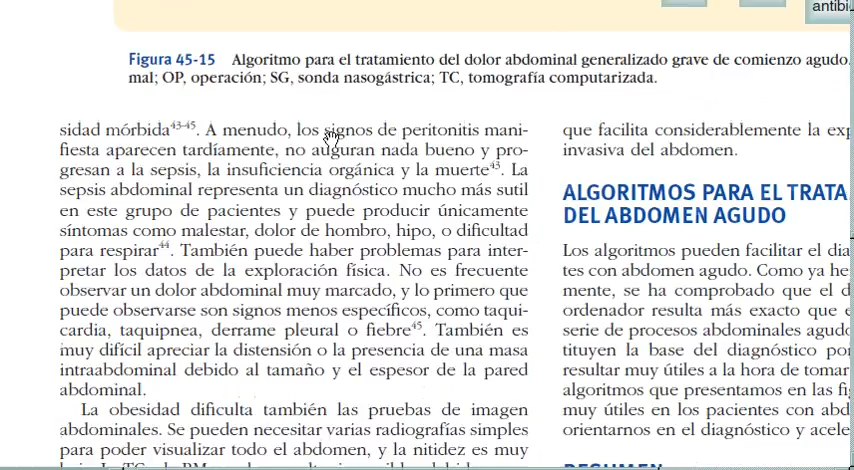 antibi
Figura 45-15 Algoritmo para el tratamiento del dolor abdominal generalizado grave de comienzo agudo.
mal; OP, operación; SG, sonda nasogástrica; TC, tomografía computarizada.
sidad mórbida43-45. A menudo, los signos de peritonitis mani-
fiesta aparecen tardíamente, no auguran nada bueno y pro-
gresan a la sepsis, la insuficiencia orgánica y la muerte43. La
sepsis abdominal representa un diagnóstico mucho más sutil
en este grupo de pacientes y puede producir únicamente
síntomas como malestar, dolor de hombro, hipo, o dificultad
para respirar44. También puede haber problemas para inter-
pretar los datos de la exploración física. No es frecuente
observar un dolor abdominal muy marcado, y lo primero que
puede observarse son signos menos específicos, como taqui-
cardia, taquipnea, derrame pleural o fiebre45. También es
muy difícil apreciar la distensión o la presencia de una masa
intraabdominal debido al tamaño y el espesor de la pared
abdominal.
La obesidad dificulta también las pruebas de imagen
abdominales. Se pueden necesitar varias radiografías simples
para poder visualizar todo el abdomen, y la nitidez es muy
que facilita considerablemente la exp
invasiva del abdomen.
ALGORITMOS PARA EL TRATA
DEL ABDOMEN AGUDO
Los algoritmos pueden facilitar el dia
tes con abdomen agudo. Como ya he
mente, se ha comprobado que el d
ordenador resulta más exacto que e
serie de procesos abdominales agudo
tituyen la base del diagnóstico po
resultar muy útiles a la hora de tomar
algoritmos que presentamos en las fi
muy útiles en los pacientes con abd
orientarnos en el diagnóstico y acele
RESUMEN